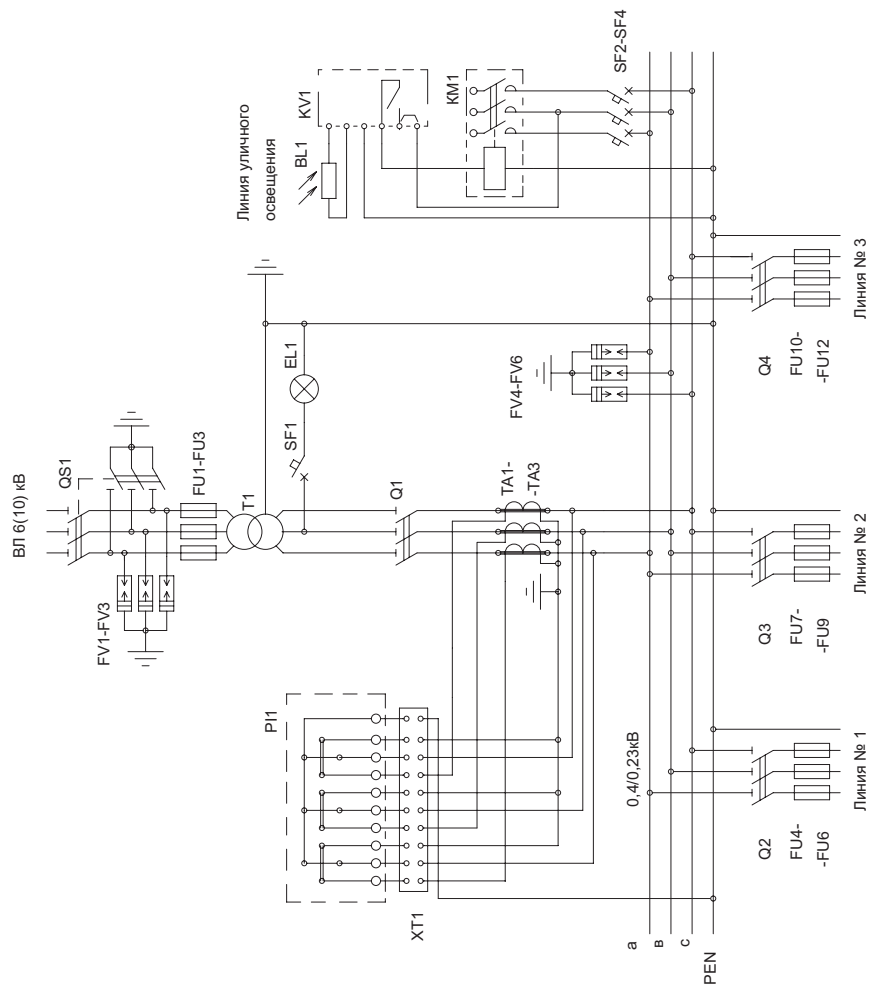 ВЛ 6(10) кВ
QS1
FV1-FV3
FU1-FU3
T1
SF1
EL1
Q1
TA1-
-TA3
PI1
XT1
Линия уличного
освещения
BL1
KV1
KM1
SF2-SF4
FV4-FV6
0,4/0,23кВ
а
в
с
PEN
Q2
FU4-
-FU6
Линия № 1
Q3
FU7-
-FU9
Линия № 2
Q4
FU10-
-FU12
Линия № 3